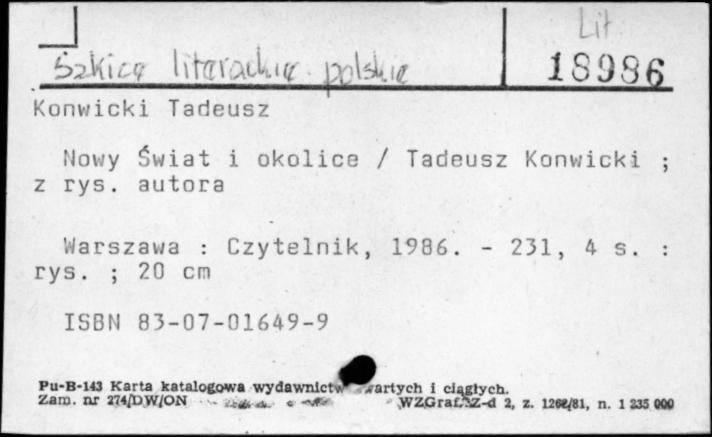 Lit
Szkice literackie polskie
18986
Konwicki Tadeusz
Nowy Świat i okolice / Tadeusz Konwicki ;
z rys. autora
Warszawa : Czytelnik, 1986. - 231, 4 s. :
rys. ; 20 cm
ISBN 83-07-01649-9
Pu-B-143 Karta katalogowa wydawnictw zwartych i ciągłych.
Zam. nr 274/DW/ON WZGraf. Z-d 2, z. 1268/81, n. 1 235 000